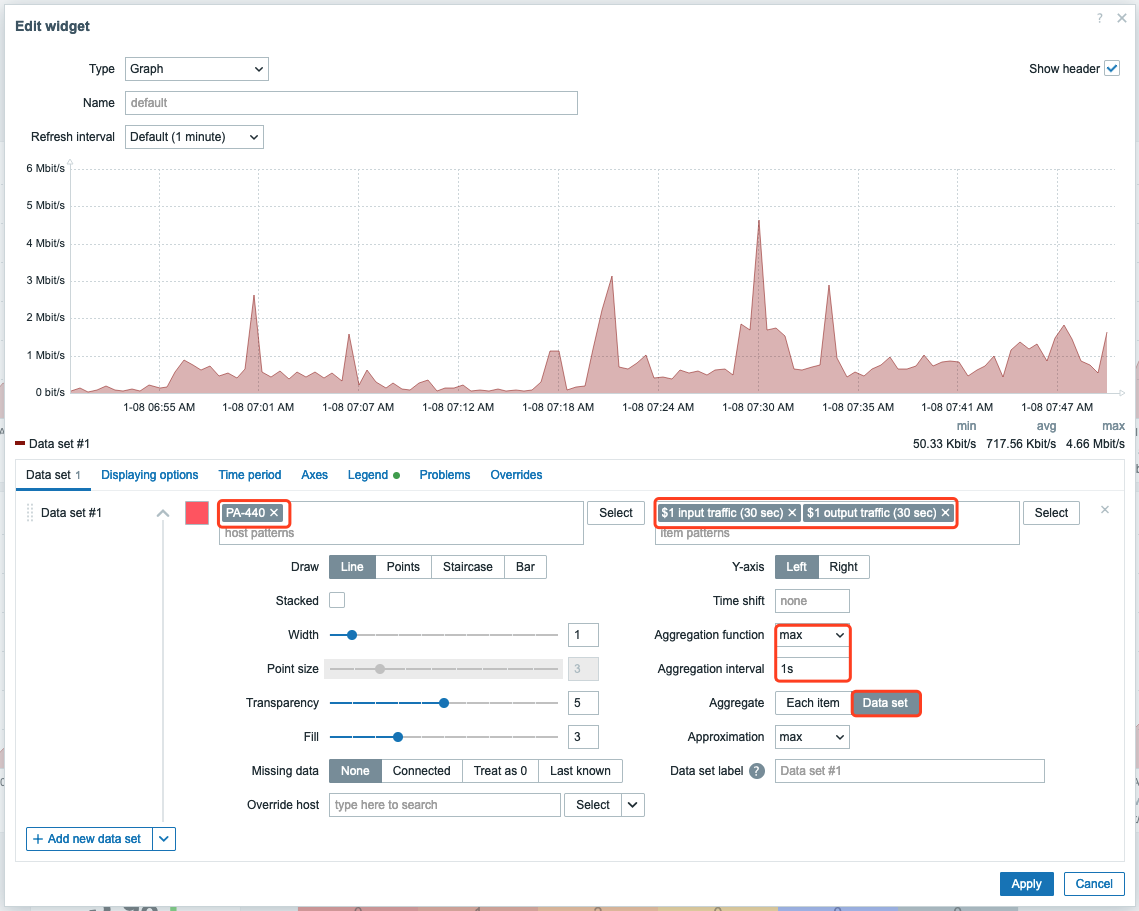 Edit widget
?
Type Graph Show header
Name default
Refresh interval Default (1 minute)
6 Mbit/s
5 Mbit/s
4 Mbit/s
3 Mbit/s
2 Mbit/s
1 Mbit/s
0 bit/s
1-08 06:55 AM 1-08 07:01 AM 1-08 07:07 AM 1-08 07:12 AM 1-08 07:18 AM 1-08 07:24 AM 1-08 07:30 AM 1-08 07:35 AM 1-08 07:41 AM 1-08 07:47 AM
min avg max
Data set #1 50.33 Kbit/s 717.56 Kbit/s 4.66 Mbit/s
Data set 1 Displaying options Time period Axes Legend Problems Overrides
Data set #1 PA-440 Select $1 input traffic (30 sec) $1 output traffic (30 sec) Select
host patterns item patterns
Draw Line Points Staircase Bar Y-axis Left Right
Stacked Time shift none
Width 1 Aggregation function max
Point size 3 Aggregation interval 1s
Transparency 5 Aggregate Each item Data set
Fill 3 Approximation max
Missing data None Connected Treat as 0 Last known Data set label ? Data set #1
Override host type here to search Select
+ Add new data set
Apply Cancel